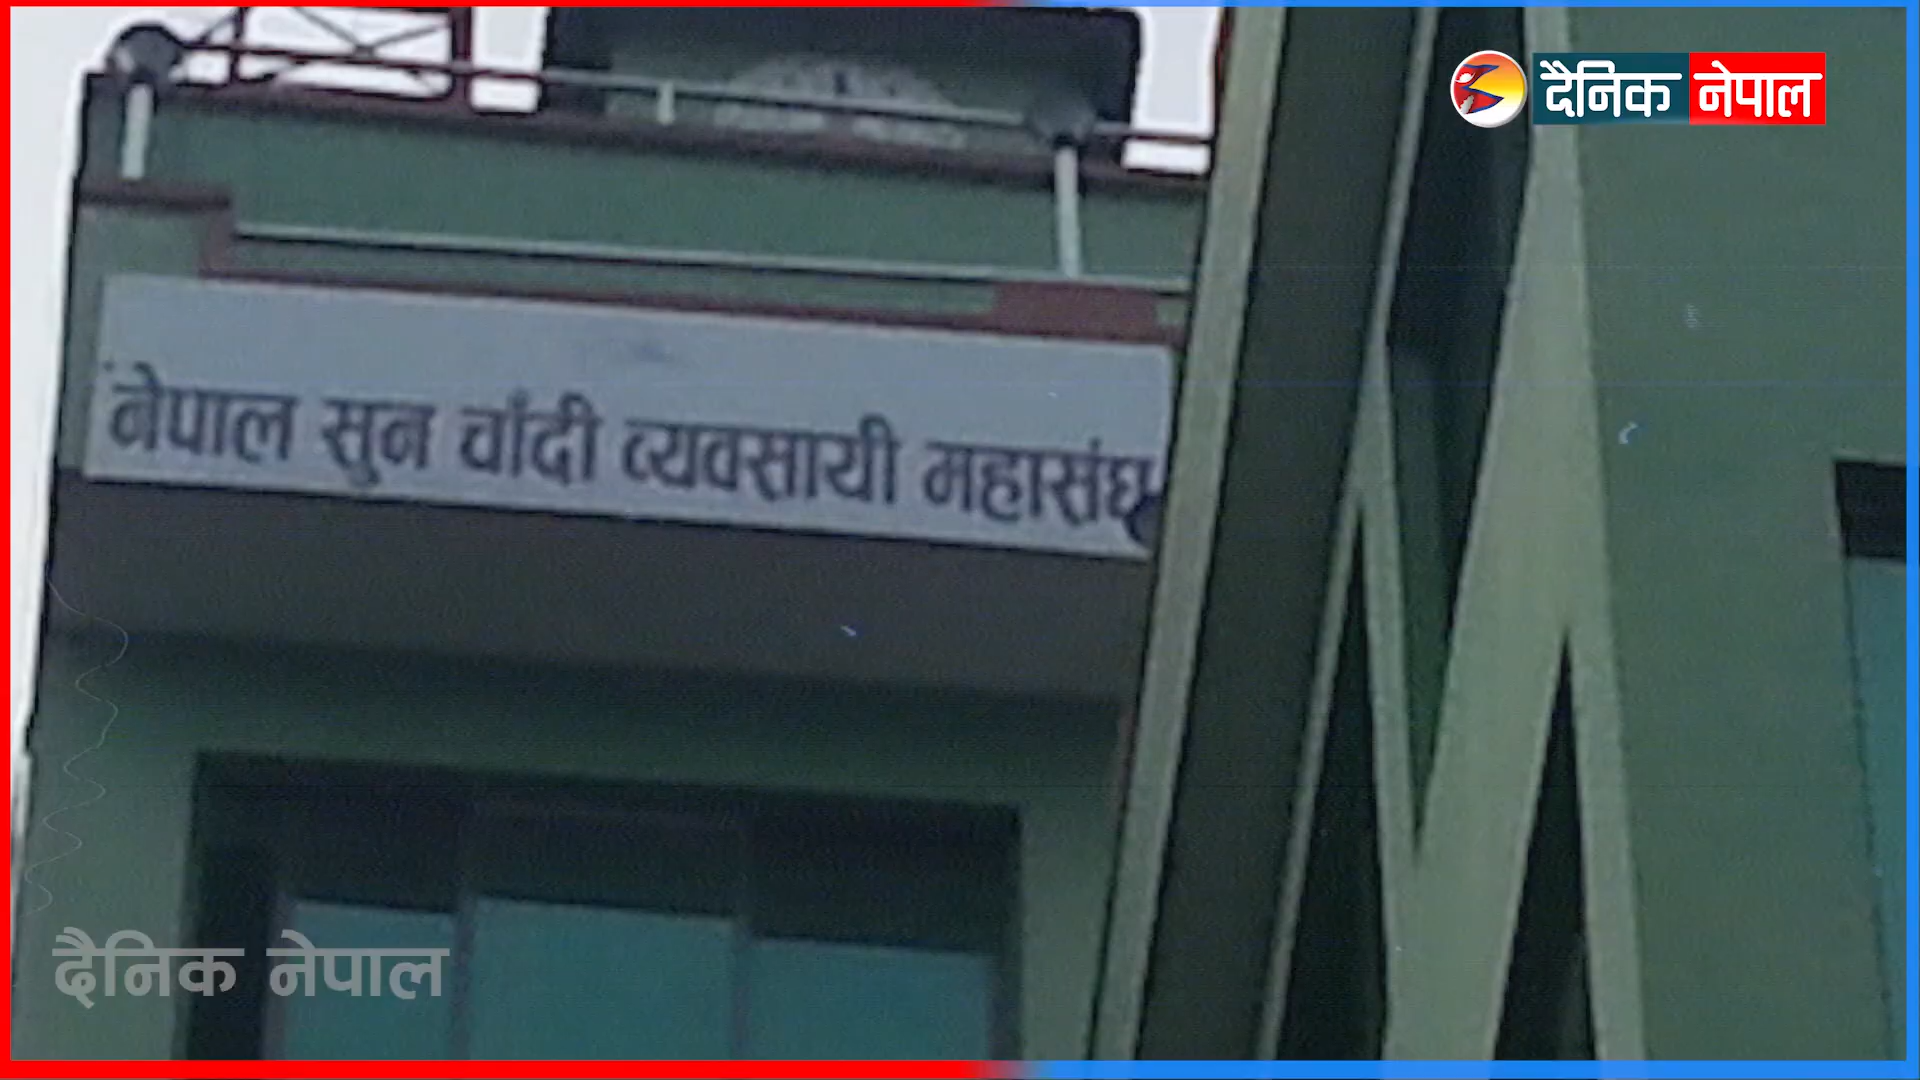 दैनिक नेपाल
नेपाल सुन चाँदी व्यवसायी महासंघ
दैनिक नेपाल